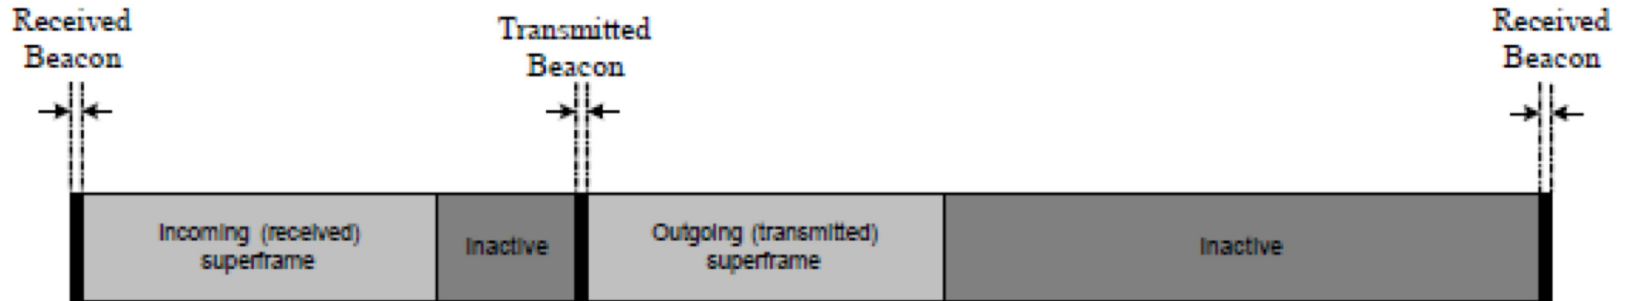 Received
Beacon
Transmitted
Beacon
Received
Beacon
Incoming (received)
superframe
Inactive
Outgoing (transmitted)
superframe
Inactive